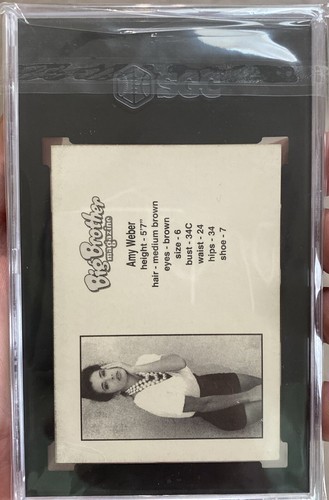 Big Brother
magazine
Amy Weber
height - 5'7"
hair - medium brown
eyes - brown
size - 6
bust - 34C
waist - 24
hips - 34
shoe - 7
SGC